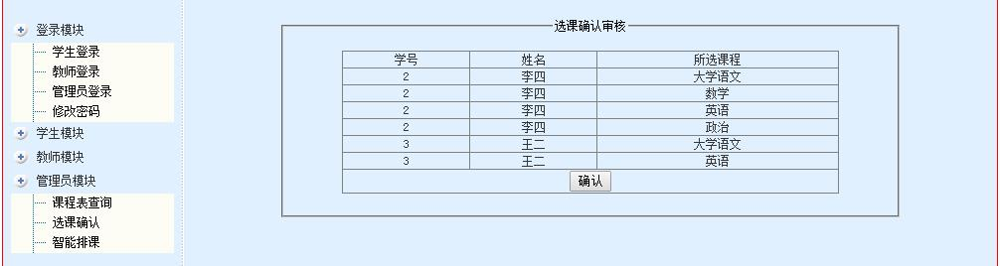 登录模块
学生登录
教师登录
管理员登录
修改密码
学生模块
教师模块
管理员模块
课程表查询
选课确认
智能排课
选课确认审核
学号 姓名 所选课程
2 李四 大学语文
2 李四 数学
2 李四 英语
2 李四 政治
3 王二 大学语文
3 王二 英语
确认